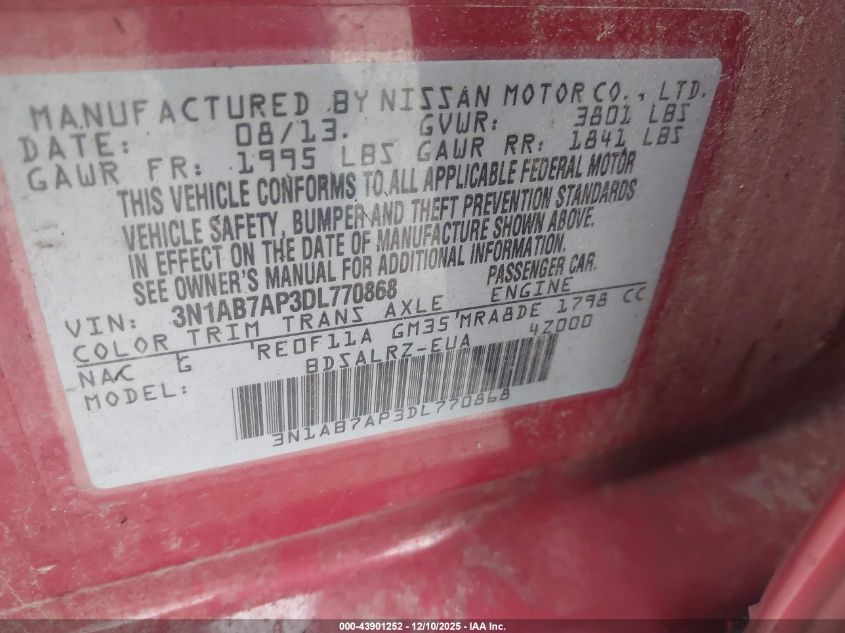 MANUFACTURED BY NISSAN MOTOR CO., LTD.
DATE: 08/13. GVWR: 3801 LBS
GAWR FR: 1995 LBS GAWR RR: 1841 LBS
THIS VEHICLE CONFORMS TO ALL APPLICABLE FEDERAL MOTOR
VEHICLE SAFETY, BUMPER AND THEFT PREVENTION STANDARDS
IN EFFECT ON THE DATE OF MANUFACTURE SHOWN ABOVE.
SEE OWNER'S MANUAL FOR ADDITIONAL INFORMATION.
VIN: 3N1AB7AP3DL770868 PASSENGER CAR.
COLOR TRIM TRANS AXLE ENGINE
NAC G RE0F11A GM35 MRA8DE 1798 CC
MODEL: BDSALRZ-EUA 4Z000
3N1AB7AP3DL770868
000-43901252 - 12/10/2025 - IAA Inc.